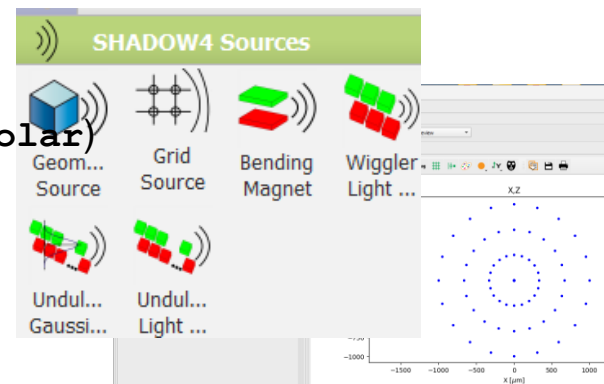 SHADOW4 Sources
olar)
Geom...
Source
Grid
Source
Bending
Magnet
Wiggler
Light ...
Undul...
Gaussi...
Undul...
Light ...
X,Z
−1000
−1500 −1000 −500 0 500 1000
X [μm]